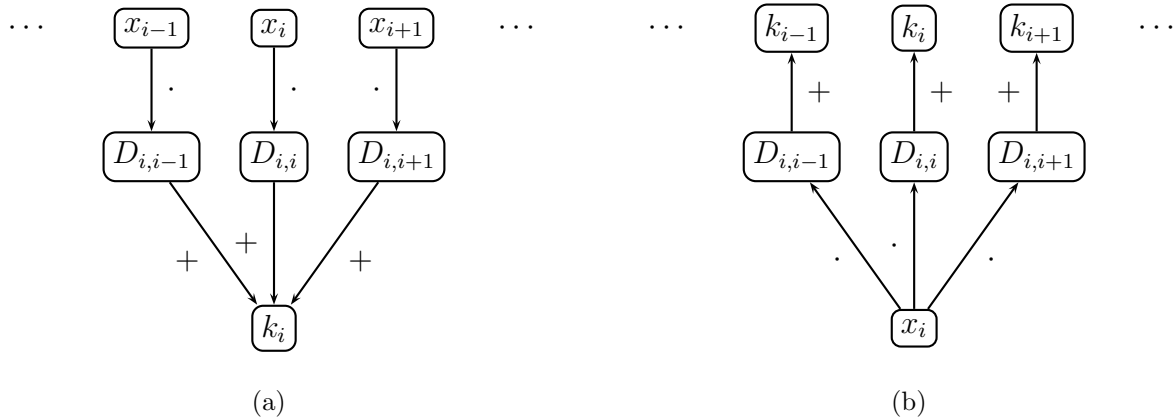 ··· x_{i−1} x_i x_{i+1} ··· ··· k_{i−1} k_i k_{i+1} ···
· · · + + +
D_{i,i−1} D_{i,i} D_{i,i+1} D_{i,i−1} D_{i,i} D_{i,i+1}
+ + + · · ·
k_i x_i
(a) (b)